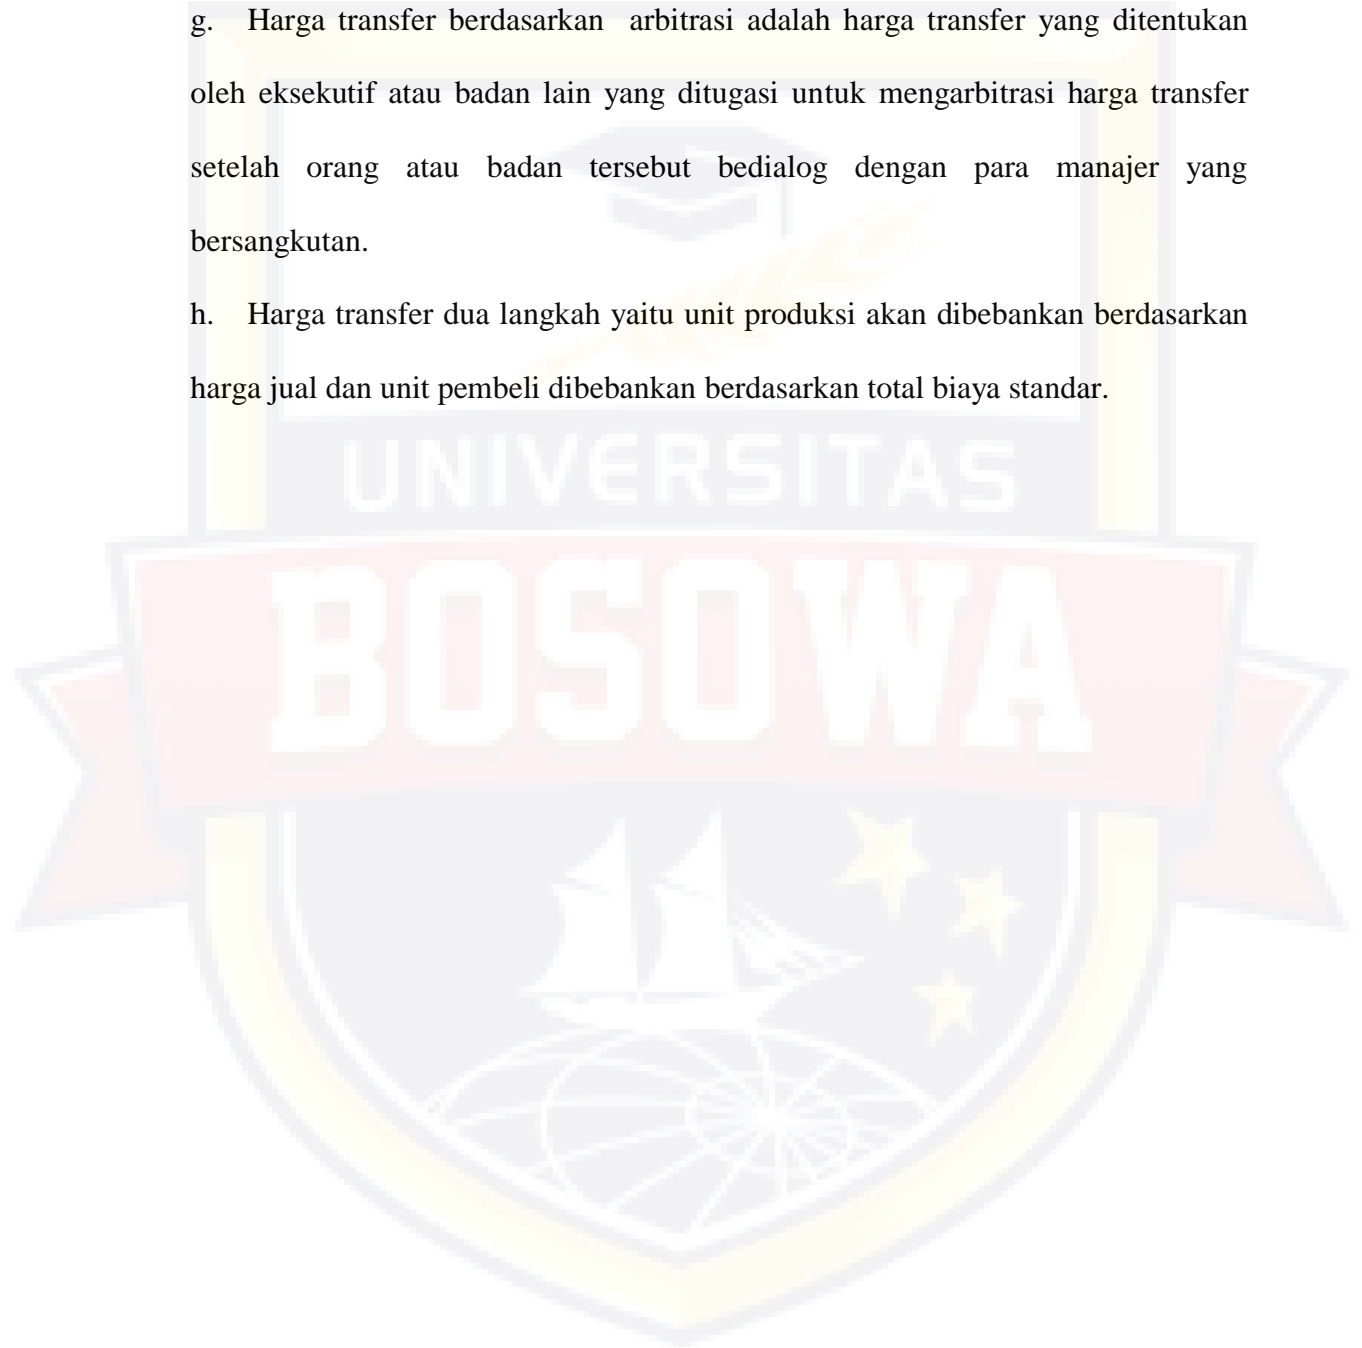 g. Harga transfer berdasarkan arbitrasi adalah harga transfer yang ditentukan
oleh eksekutif atau badan lain yang ditugasi untuk mengarbitrasi harga transfer
setelah orang atau badan tersebut bedialog dengan para manajer yang
bersangkutan.
h. Harga transfer dua langkah yaitu unit produksi akan dibebankan berdasarkan
harga jual dan unit pembeli dibebankan berdasarkan total biaya standar.
UNIVERSITAS
BOSOWA